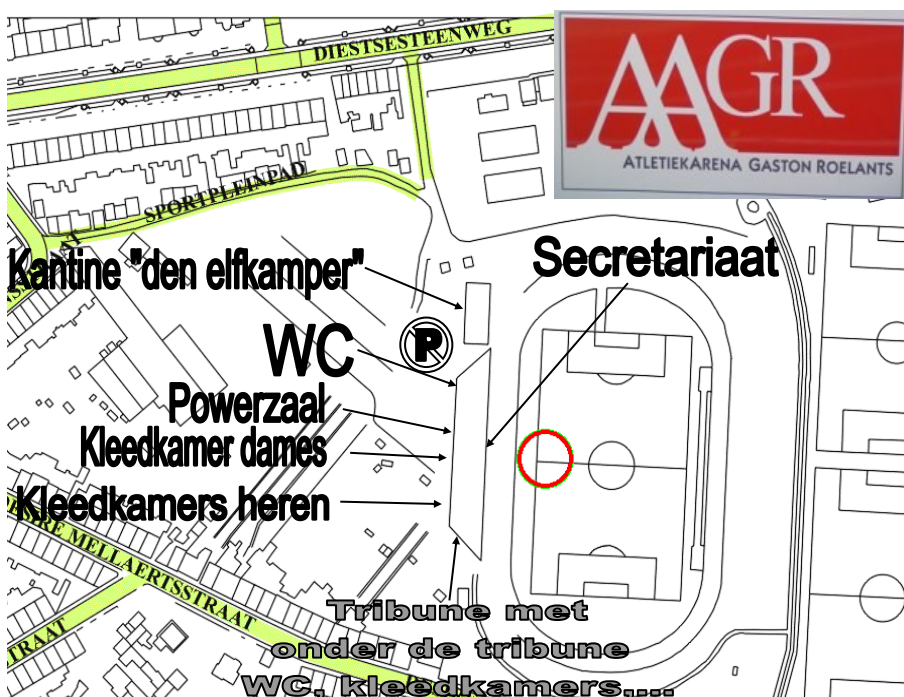 DIESTSESTEENWEG
AAGR
ATLETIEKARENA GASTON ROELANTS
SPORTPLEINPAD
Kantine "den elfkamper"
Secretariaat
P
WC
Powerzaal
Kleedkamer dames
Kleedkamers heren
MELLAERTSSTRAAT
STRAAT
Tribune met
onder de tribune
WC, kleedkamers,...